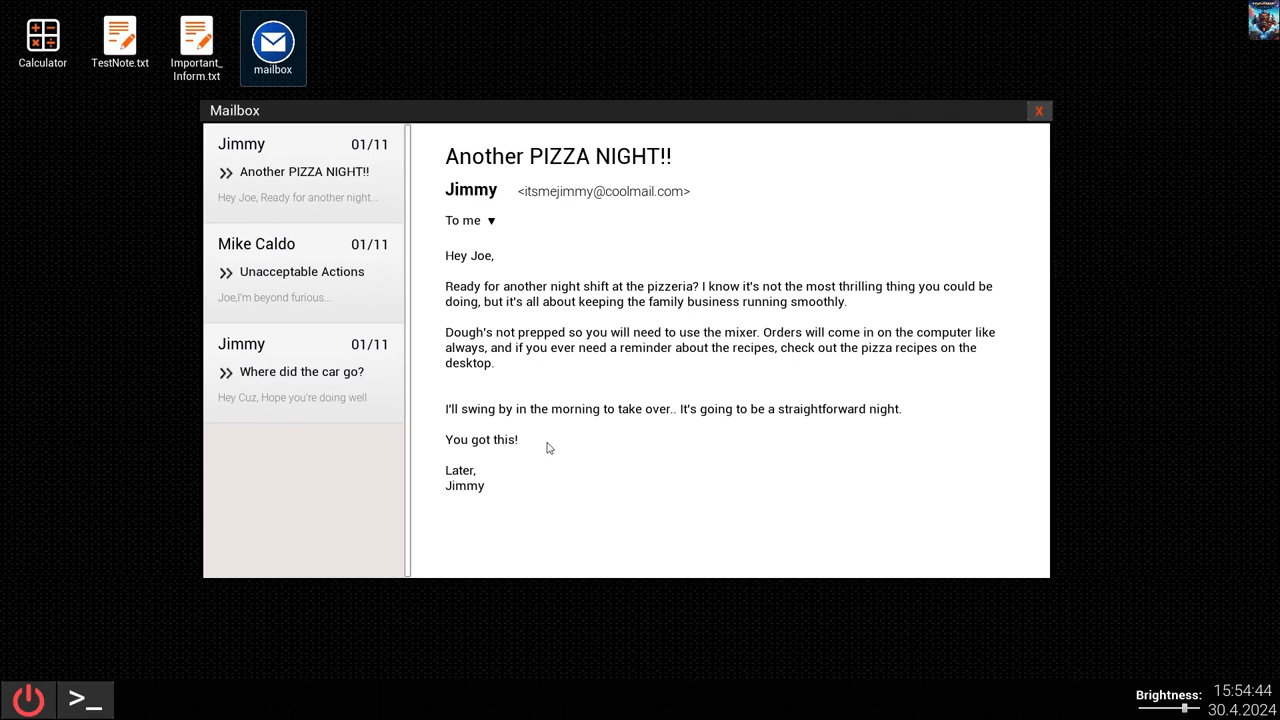 Calculator
TestNote.txt
Important_
Inform.txt
mailbox
Mailbox
X
Jimmy 01/11
Another PIZZA NIGHT!!
Hey Joe, Ready for another night...
Mike Caldo 01/11
Unacceptable Actions
Joe,I'm beyond furious...
Jimmy 01/11
Where did the car go?
Hey Cuz, Hope you're doing well
Another PIZZA NIGHT!!
Jimmy <itsmejimmy@coolmail.com>
To me
Hey Joe,
Ready for another night shift at the pizzeria? I know it's not the most thrilling thing you could be
doing, but it's all about keeping the family business running smoothly.
Dough's not prepped so you will need to use the mixer. Orders will come in on the computer like
always, and if you ever need a reminder about the recipes, check out the pizza recipes on the
desktop.
I'll swing by in the morning to take over.. It's going to be a straightforward night.
You got this!
Later,
Jimmy
>_
Brightness:
15:54:44
30.4.2024